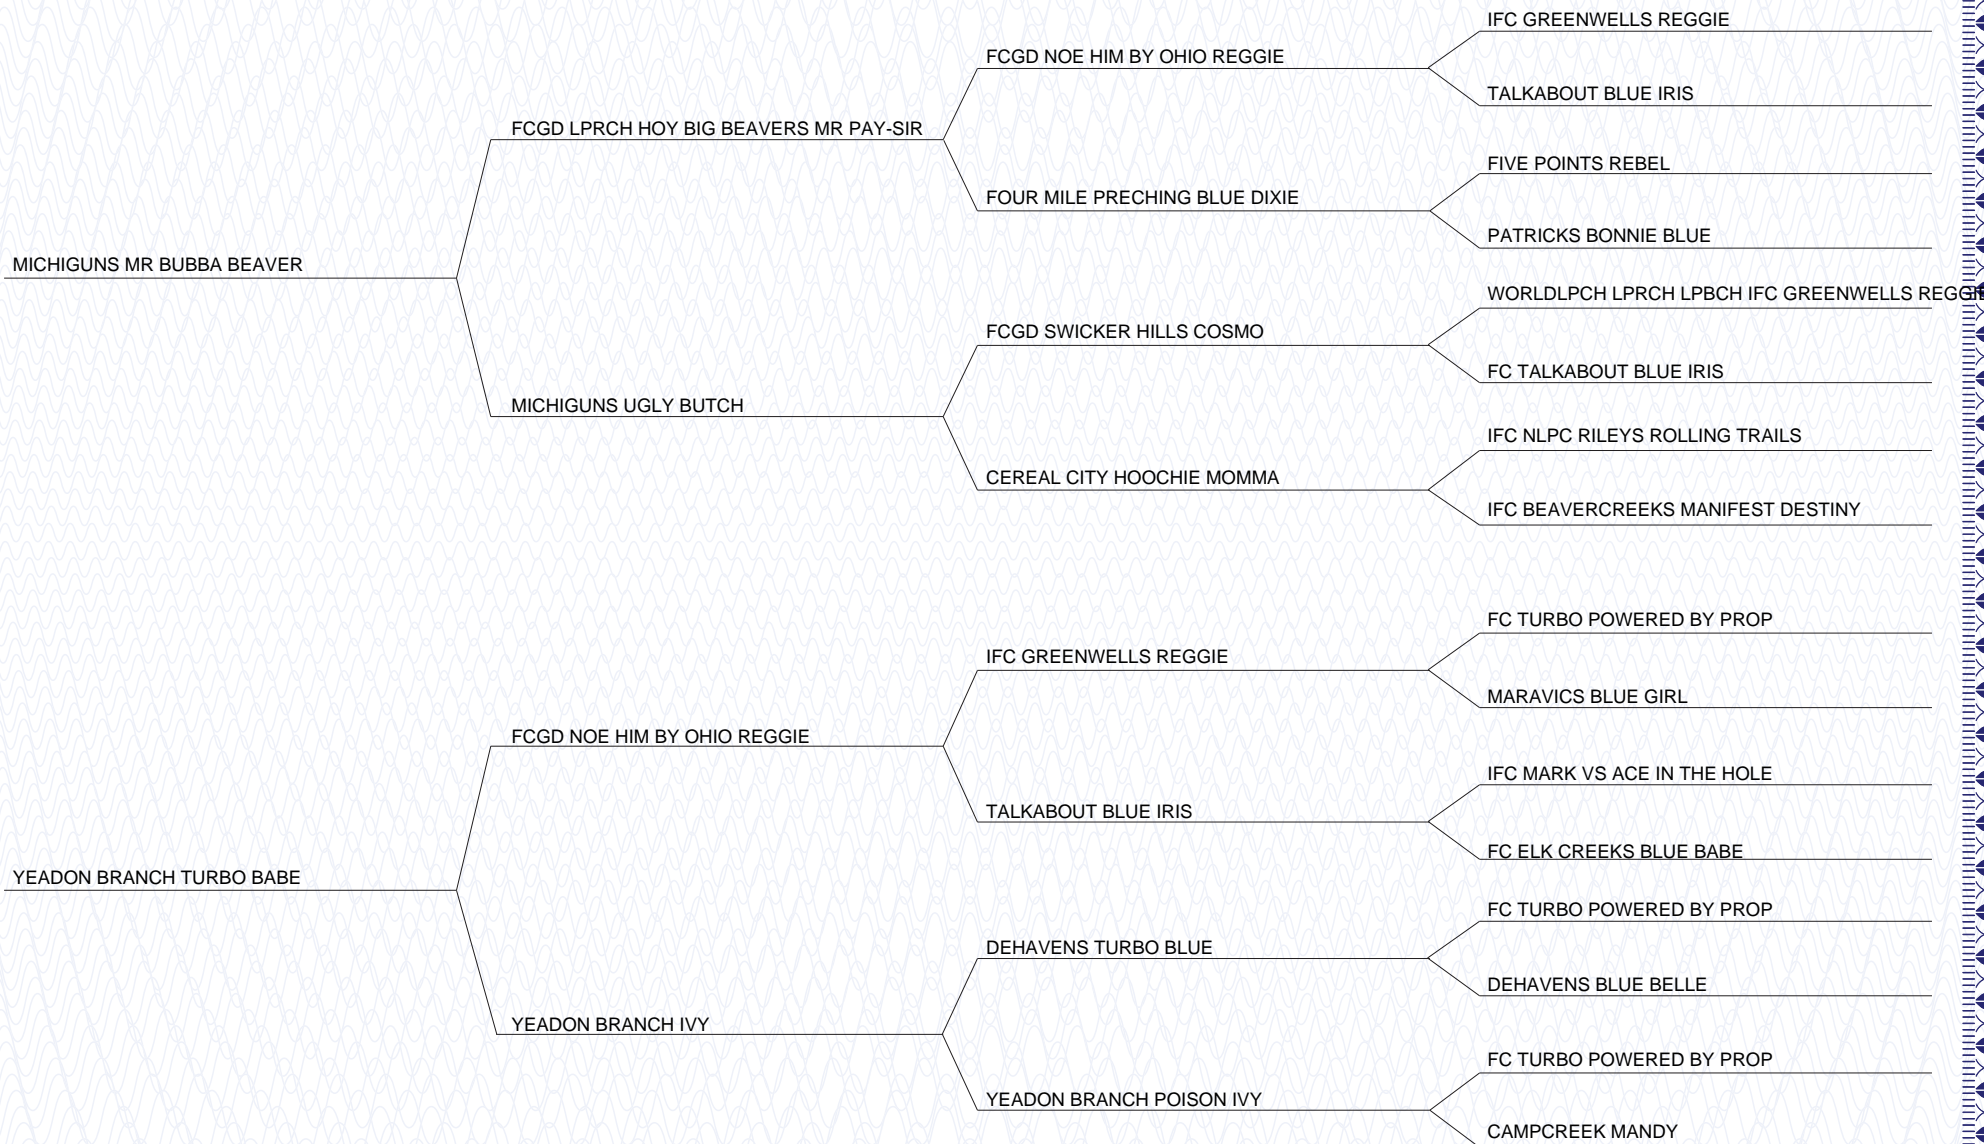 IFC GREENWELLS REGGIE
FCGD NOE HIM BY OHIO REGGIE
TALKABOUT BLUE IRIS
FCGD LPRCH HOY BIG BEAVERS MR PAY-SIR
FIVE POINTS REBEL
FOUR MILE PRECHING BLUE DIXIE
PATRICKS BONNIE BLUE
MICHIGUNS MR BUBBA BEAVER
WORLDLPCH LPRCH LPBCH IFC GREENWELLS REGGIE
FCGD SWICKER HILLS COSMO
FC TALKABOUT BLUE IRIS
MICHIGUNS UGLY BUTCH
IFC NLPC RILEYS ROLLING TRAILS
CEREAL CITY HOOCHIE MOMMA
IFC BEAVERCREEKS MANIFEST DESTINY
FC TURBO POWERED BY PROP
IFC GREENWELLS REGGIE
MARAVICS BLUE GIRL
FCGD NOE HIM BY OHIO REGGIE
IFC MARK VS ACE IN THE HOLE
TALKABOUT BLUE IRIS
FC ELK CREEKS BLUE BABE
YEADON BRANCH TURBO BABE
FC TURBO POWERED BY PROP
DEHAVENS TURBO BLUE
DEHAVENS BLUE BELLE
YEADON BRANCH IVY
FC TURBO POWERED BY PROP
YEADON BRANCH POISON IVY
CAMPCREEK MANDY